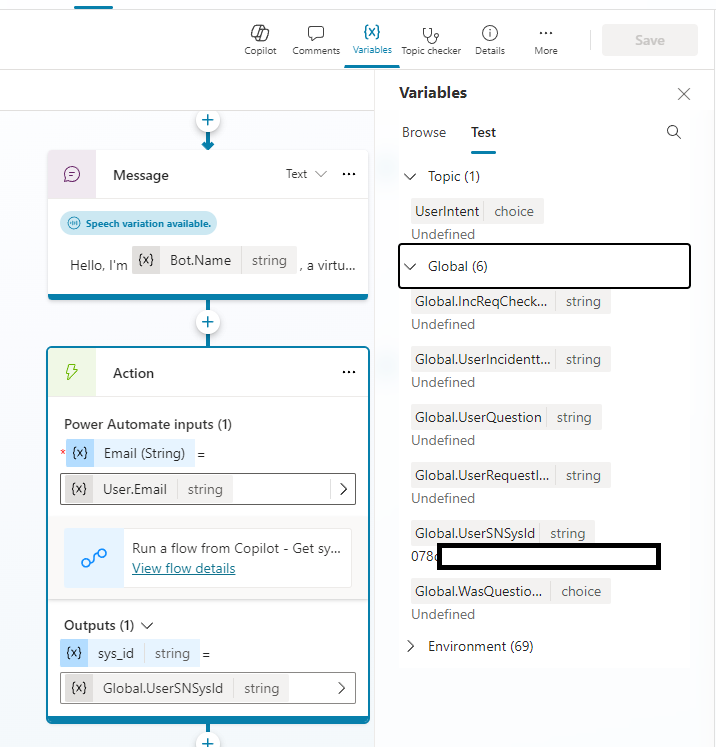 Copilot
Comments
{x}
Variables
Topic checker
Details
More
Save
Message
Text
Speech variation available.
Hello, I'm {x} Bot.Name string , a virtu...
Action
Power Automate inputs (1)
* {x} Email (String) =
{x} User.Email string
Run a flow from Copilot - Get sy...
View flow details
Outputs (1)
{x} sys_id string =
{x} Global.UserSNSysId string
Variables
Browse Test
Topic (1)
UserIntent choice
Undefined
Global (6)
Global.IncReqCheck... string
Undefined
Global.UserIncidentt... string
Undefined
Global.UserQuestion string
Undefined
Global.UserRequestI... string
Undefined
Global.UserSNSysId string
078
Global.WasQuestio... choice
Undefined
Environment (69)